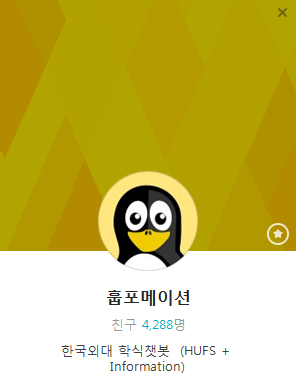 훕포메이션
친구 4,288명
한국외대 학식챗봇 (HUFS +
Information)